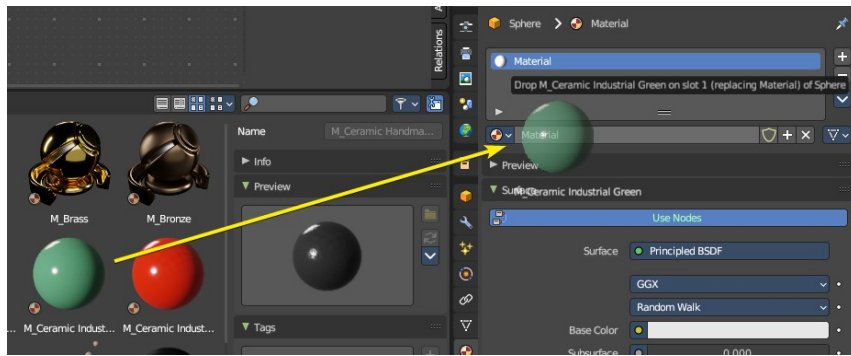 Relations
Name
M_Ceramic Handma...
Info
Preview
M_Brass
M_Bronze
M_Ceramic Indust...
M_Ceramic Indust...
Tags
Sphere
Material
Material
Drop M_Ceramic Industrial Green on slot 1 (replacing Material) of Sphere
Material
Preview
Surface
M_Ceramic Industrial Green
Use Nodes
Surface
Principled BSDF
GGX
Random Walk
Base Color
Subsurface
0.000